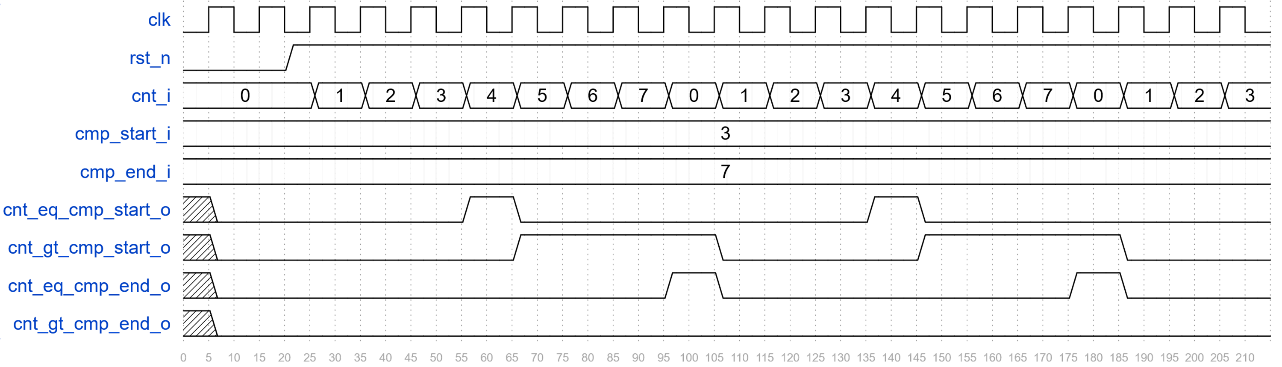 clk
rst_n
cnt_i 0 1 2 3 4 5 6 7 0 1 2 3 4 5 6 7 0 1 2 3
cmp_start_i 3
cmp_end_i 7
cnt_eq_cmp_start_o
cnt_gt_cmp_start_o
cnt_eq_cmp_end_o
cnt_gt_cmp_end_o
0 5 10 15 20 25 30 35 40 45 50 55 60 65 70 75 80 85 90 95 100 105 110 115 120 125 130 135 140 145 150 155 160 165 170 175 180 185 190 195 200 205 210